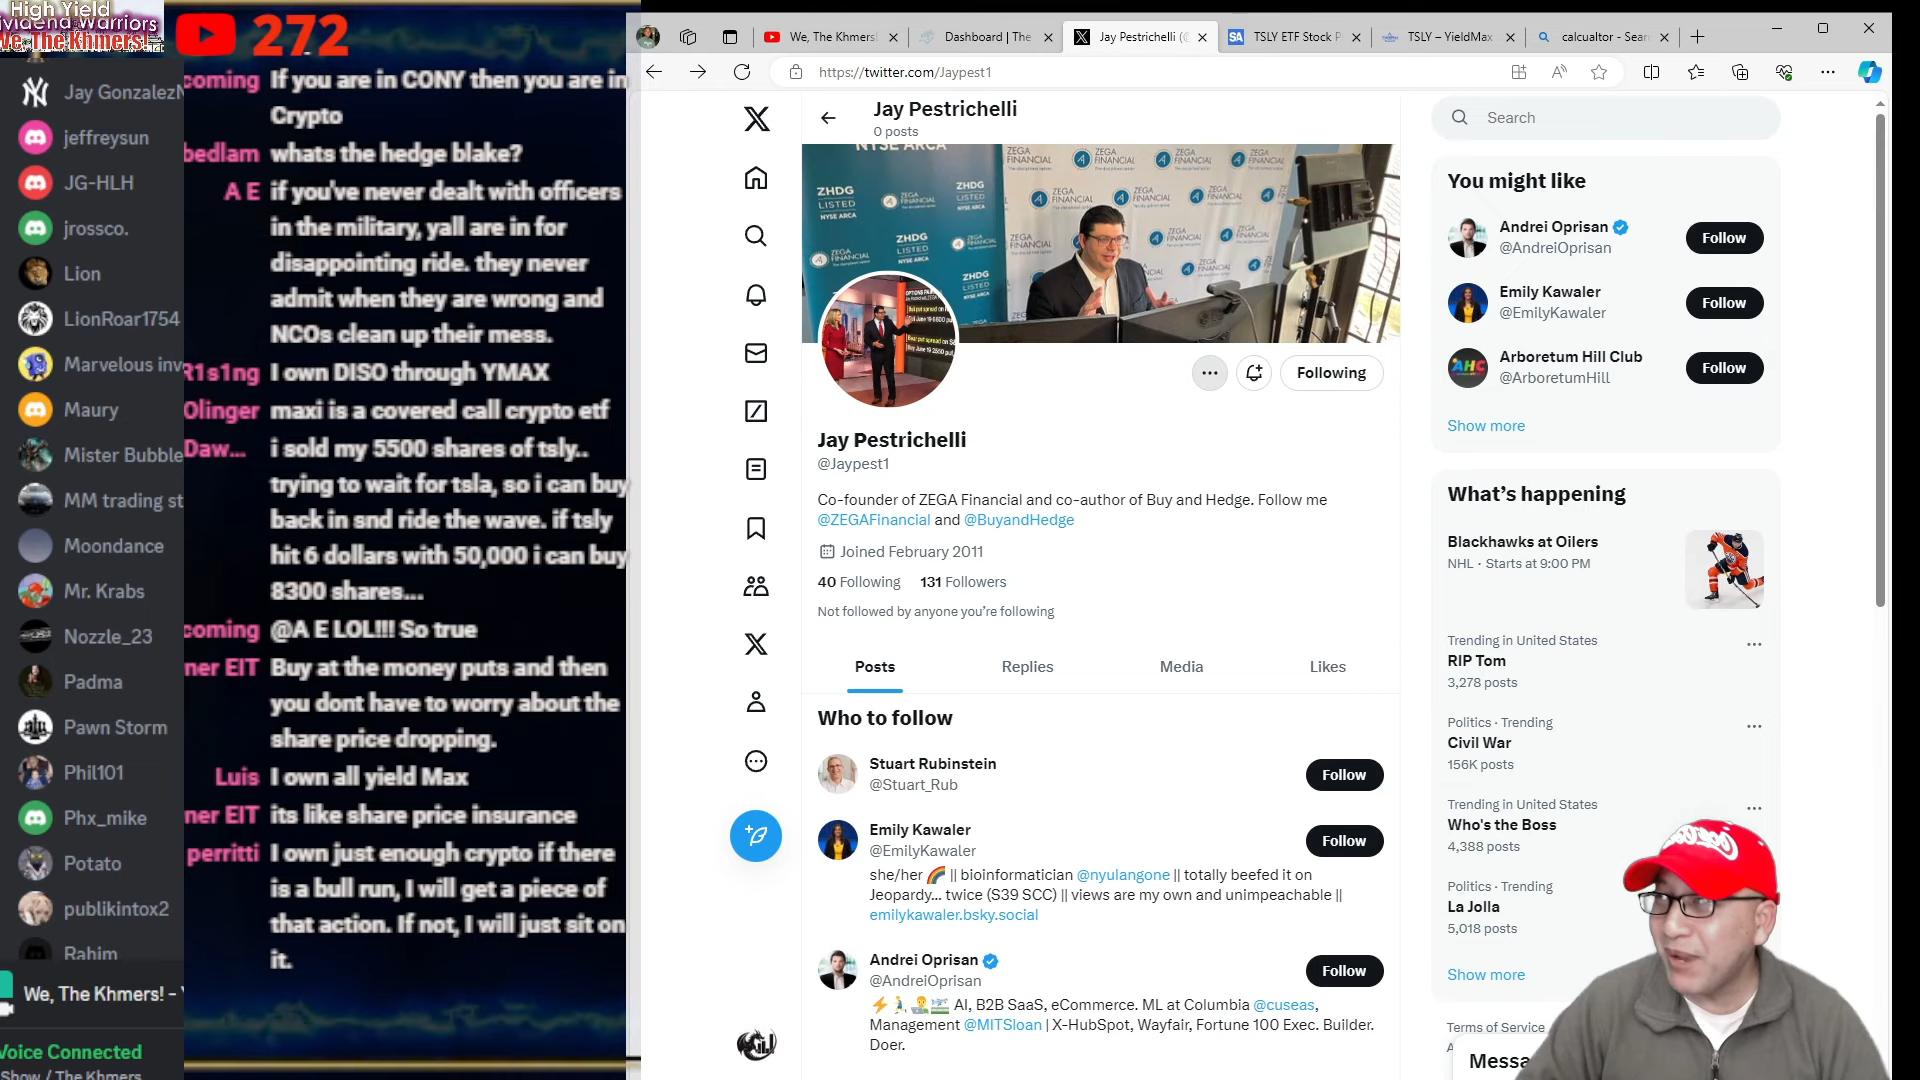 High Yield
Dividend Warriors
We, The Khmers!
272
Jay GonzalezN
jeffreysun
JG-HLH
jrossco.
Lion
LionRoar1754
Marvelous inv
Maury
Mister Bubble
MM trading st
Moondance
Mr. Krabs
Nozzle_23
Padma
Pawn Storm
Phil101
Phx_mike
Potato
publikintox2
Rahim
We, The Khmers! -
Voice Connected
Show / The Khmers
coming If you are in CONY then you are in
Crypto
bedlam whats the hedge blake?
A E if you've never dealt with officers
in the military, yall are in for
disappointing ride. they never
admit when they are wrong and
NCOs clean up their mess.
R1s1ng I own DISO through YMAX
Olinger maxi is a covered call crypto etf
Daw... i sold my 5500 shares of tsly..
trying to wait for tsla, so i can buy
back in snd ride the wave. if tsly
hit 6 dollars with 50,000 i can buy
8300 shares...
coming @A E LOL!!! So true
ner EIT Buy at the money puts and then
you dont have to worry about the
share price dropping.
Luis I own all yield Max
ner EIT its like share price insurance
perritti I own just enough crypto if there
is a bull run, I will get a piece of
that action. If not, I will just sit on
it.
We, The Khmers!
Dashboard | The
Jay Pestrichelli (@
TSLY ETF Stock P
TSLY – YieldMax
calcualtor - Sear
https://twitter.com/Jaypest1
Jay Pestrichelli
0 posts
NYSE ARCA
ZHDG
LISTED
NYSE ARCA
ZEGA
FINANCIAL
Jay Pestrichelli
@Jaypest1
Following
Co-founder of ZEGA Financial and co-author of Buy and Hedge. Follow me
@ZEGAFinancial and @BuyandHedge
Joined February 2011
40 Following 131 Followers
Not followed by anyone you’re following
Posts Replies Media Likes
Who to follow
Stuart Rubinstein
@Stuart_Rub
Follow
Emily Kawaler
@EmilyKawaler
Follow
she/her 🌈 || bioinformatician @nyulangone || totally beefed it on
Jeopardy... twice (S39 SCC) || views are my own and unimpeachable ||
emilykawaler.bsky.social
Andrei Oprisan
@AndreiOprisan
Follow
AI, B2B SaaS, eCommerce. ML at Columbia @cuseas,
Management @MITSloan | X-HubSpot, Wayfair, Fortune 100 Exec. Builder.
Doer.
Search
You might like
Andrei Oprisan
@AndreiOprisan
Follow
Emily Kawaler
@EmilyKawaler
Follow
Arboretum Hill Club
@ArboretumHill
Follow
AHC
Show more
What’s happening
Blackhawks at Oilers
NHL · Starts at 9:00 PM
Trending in United States
RIP Tom
3,278 posts
Politics · Trending
Civil War
156K posts
Trending in United States
Who's the Boss
4,388 posts
Politics · Trending
La Jolla
5,018 posts
Show more
Terms of Service
Messa